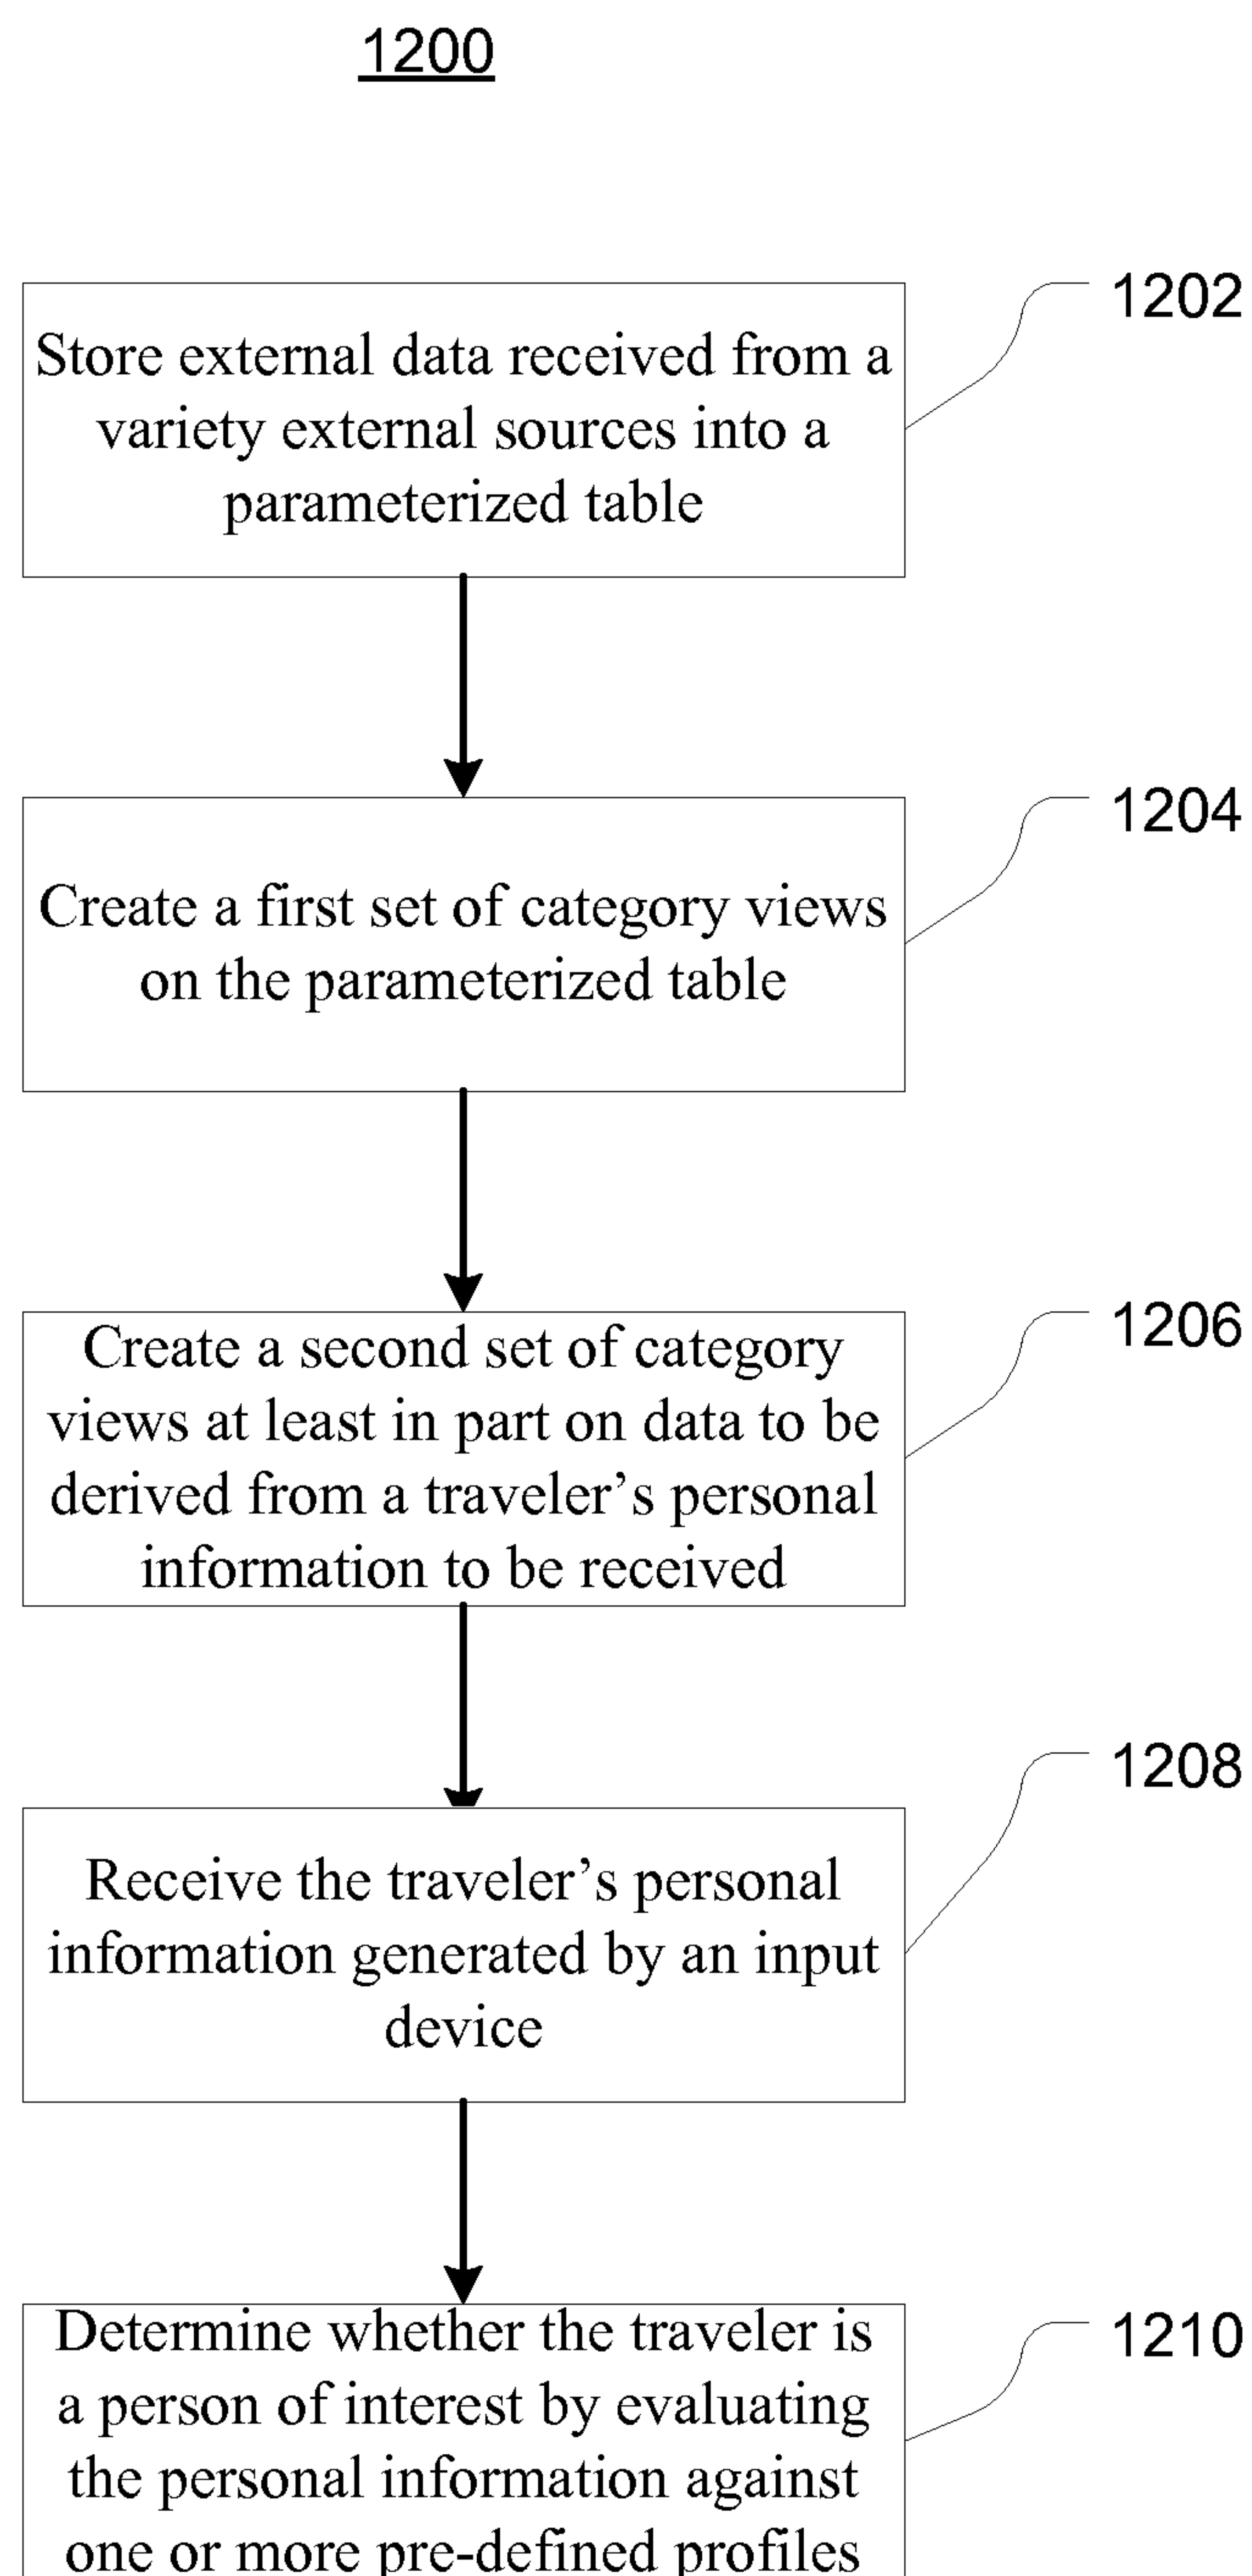 1200
1202
Store external data received from a
variety external sources into a
parameterized table
1204
Create a first set of category views
on the parameterized table
1206
Create a second set of category
views at least in part on data to be
derived from a traveler’s personal
information to be received
1208
Receive the traveler’s personal
information generated by an input
device
1210
Determine whether the traveler is
a person of interest by evaluating
the personal information against
one or more pre-defined profiles